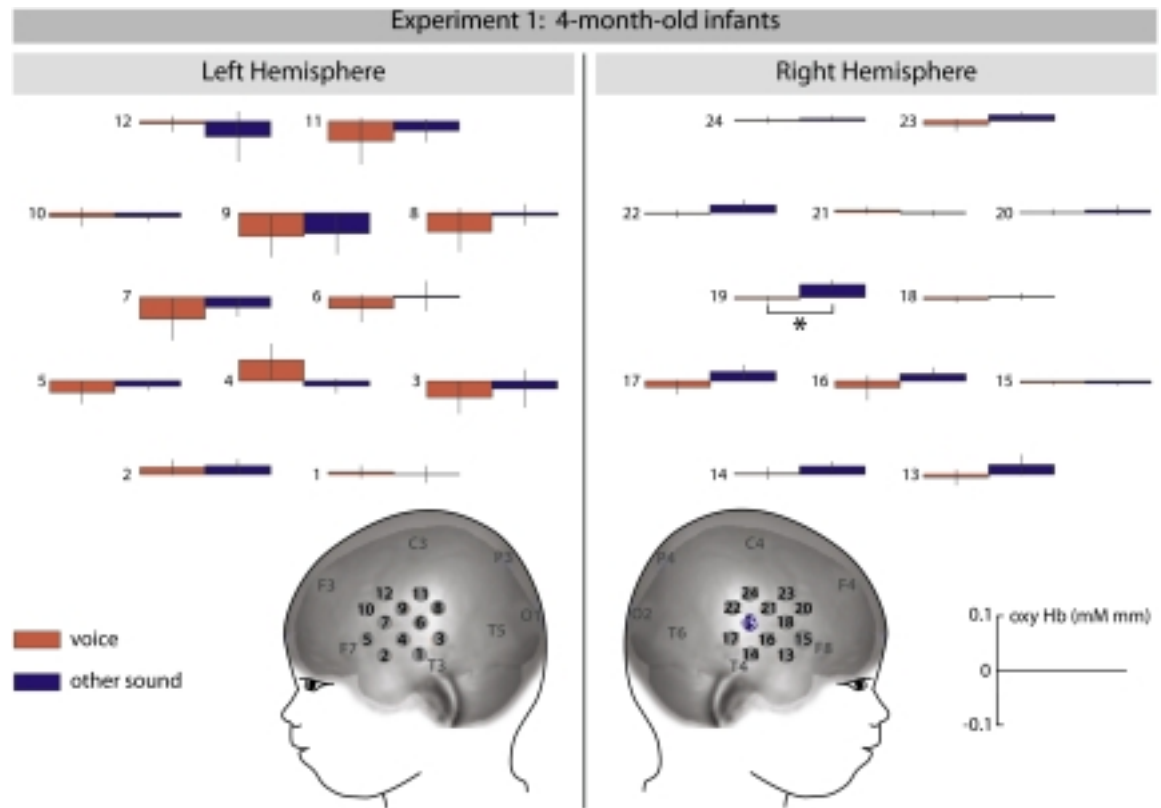 Experiment 1: 4-month-old infants
Left Hemisphere
Right Hemisphere
12 11
24 23
10 9 8
22 21 20
7 6
19 18
*
5 4 3
17 16 15
2 1
14 13
C3
P3
F3
O1
T5
F7
T3
12 11
10 9 8
7 6
5 4 3
2 1
C4
P4
F4
O2
T6
F8
T4
24 23
22 21 20
19 18
17 16 15
14 13
voice
other sound
0.1 oxy Hb (mM mm)
0
-0.1